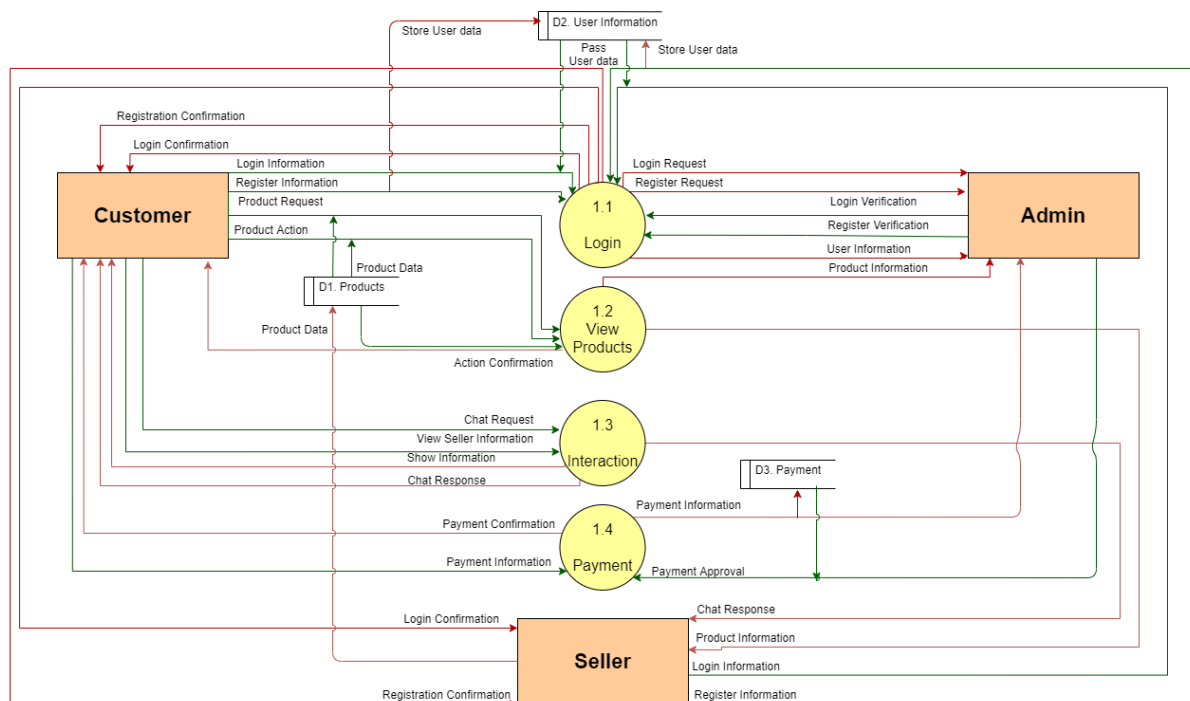 D2. User Information
Store User data
Pass
User data
Store User data
Registration Confirmation
Login Confirmation
Login Information
Register Information
Product Request
Product Action
Customer
1.1
Login
Login Request
Register Request
Login Verification
Register Verification
User Information
Product Information
Admin
Product Data
D1. Products
Product Data
1.2
View
Products
Action Confirmation
Chat Request
View Seller Information
Show Information
Chat Response
1.3
Interaction
D3. Payment
Payment Information
Payment Confirmation
1.4
Payment
Payment Information
Payment Approval
Login Confirmation
Chat Response
Product Information
Seller
Login Information
Registration Confirmation
Register Information